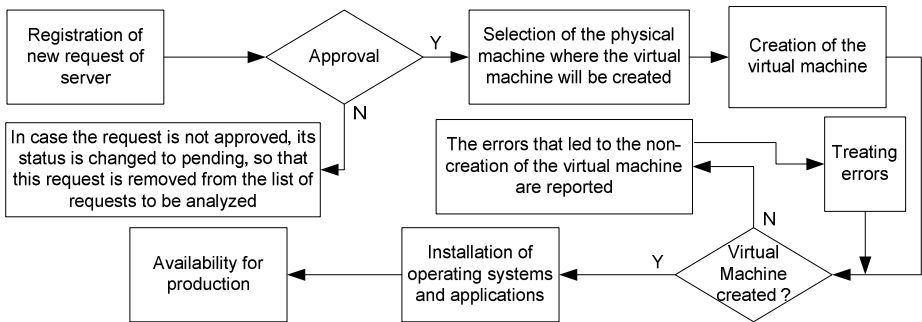 Registration of
new request of
server
Approval
Y
N
Selection of the physical
machine where the virtual
machine will be created
Creation of the
virtual machine
In case the request is not approved, its
status is changed to pending, so that
this request is removed from the list of
requests to be analyzed
The errors that led to the non-
creation of the virtual machine
are reported
Treating
errors
N
Virtual
Machine
created ?
Y
Installation of
operating systems
and applications
Availability for
production